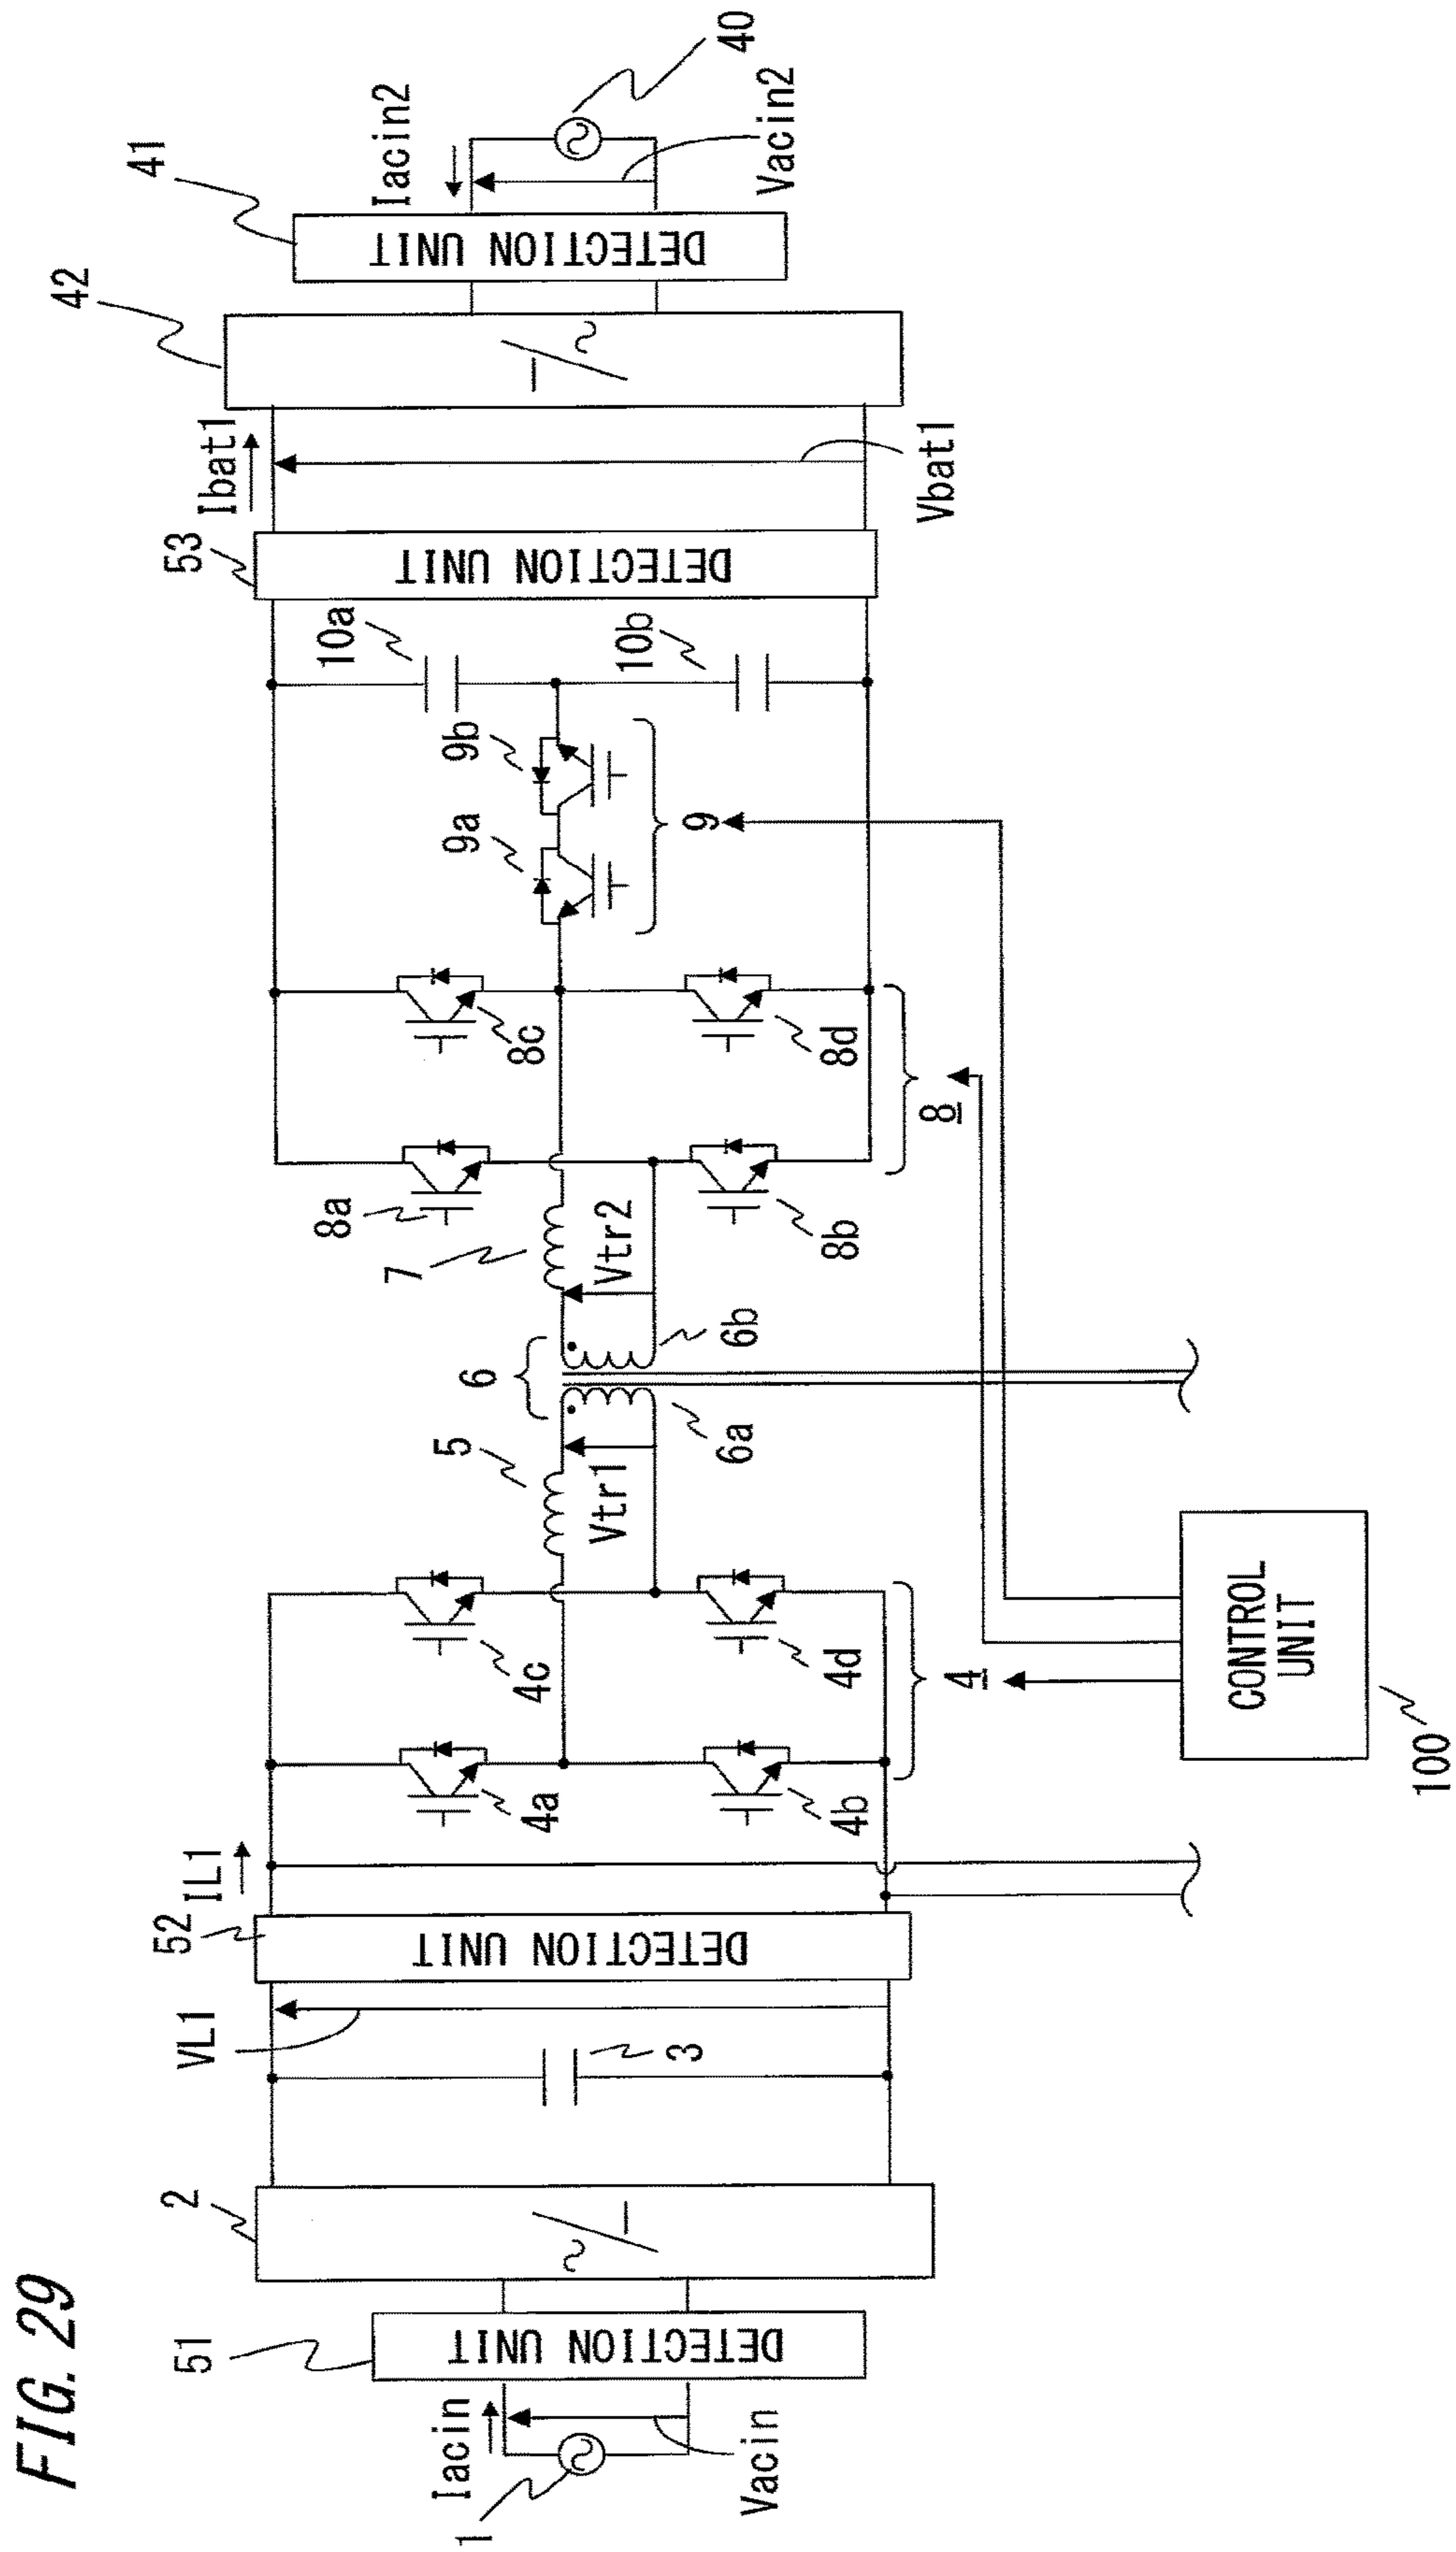 FIG. 29
1
Iacin
Vacin
51
DETECTION UNIT
2
3
VL1
52
DETECTION UNIT
IL1
4a
4b
4c
4d
4
5
Vtr1
6
6a
6b
Vtr2
7
8a
8b
8c
8d
8
9a
9b
9
10a
10b
53
DETECTION UNIT
Ibat1
Vbat1
42
41
DETECTION UNIT
Iacin2
Vacin2
40
CONTROL
UNIT
100